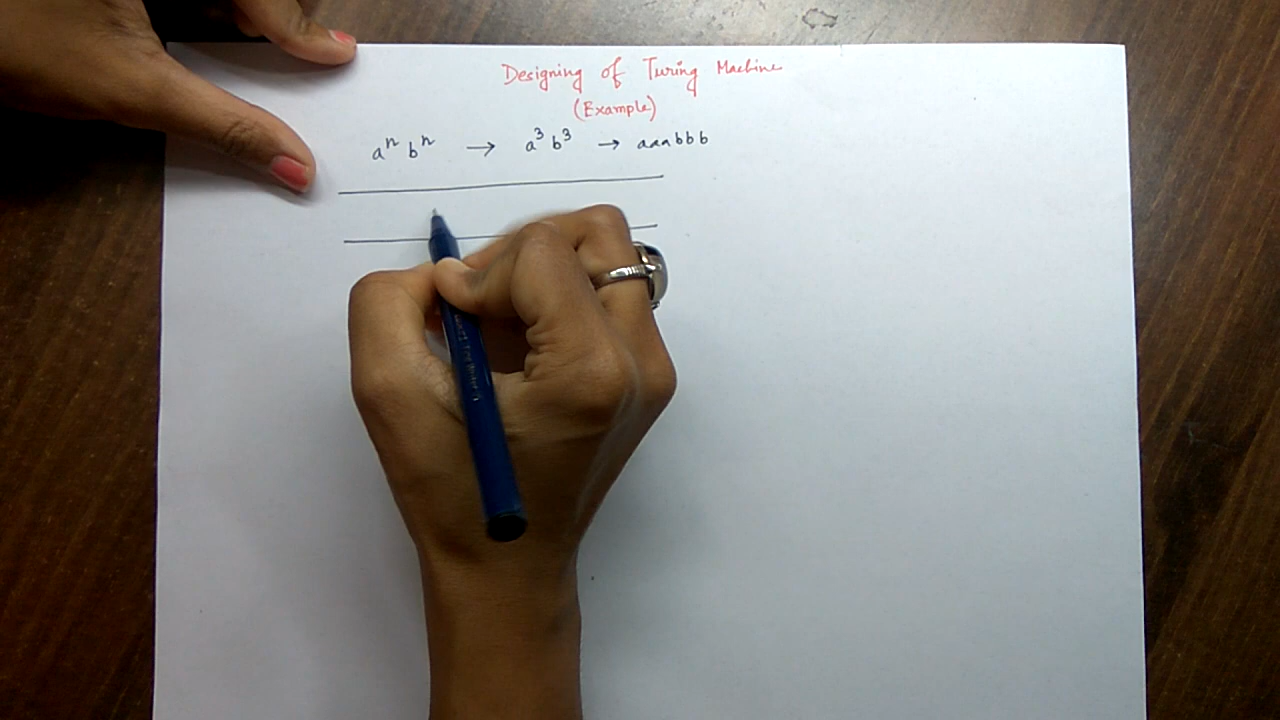 Designing of Turing Machine
(Example)
aⁿ bⁿ → a³ b³ → aaabbb